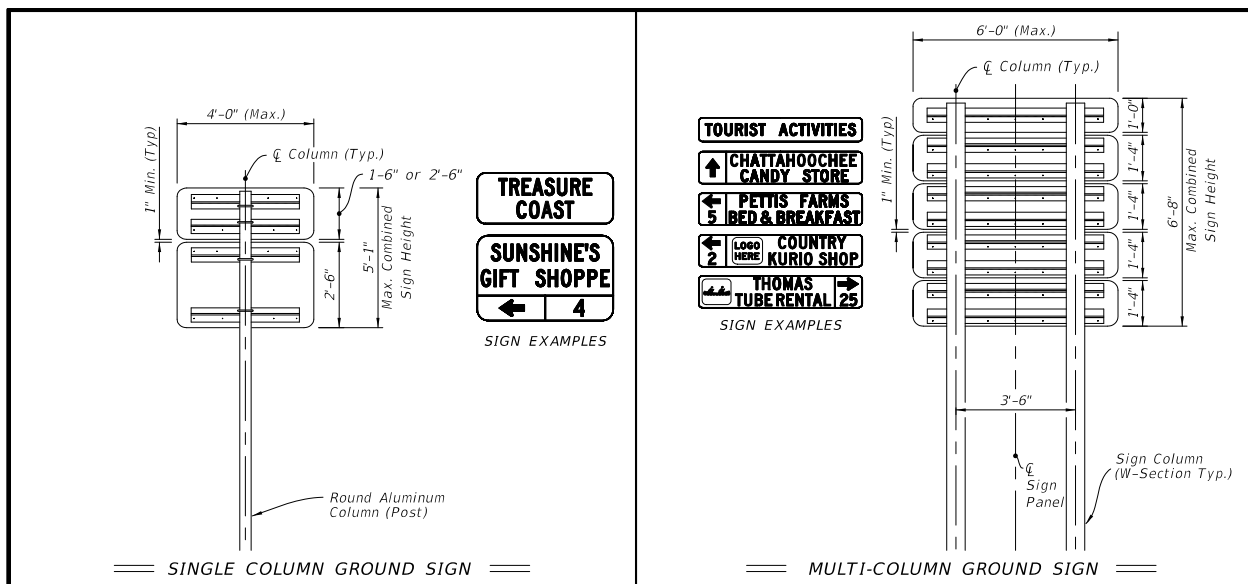 4'-0" (Max.)
1" Min. (Typ)
℄ Column (Typ.)
1-6" or 2'-6"
2'-6"
5'-1"
Max. Combined
Sign Height
TREASURE
COAST
SUNSHINE'S
GIFT SHOPPE
← 4
SIGN EXAMPLES
Round Aluminum
Column (Post)
SINGLE COLUMN GROUND SIGN
6'-0" (Max.)
℄ Column (Typ.)
TOURIST ACTIVITIES
↑ CHATTAHOOCHEE
CANDY STORE
← PETTIS FARMS
5 BED & BREAKFAST
← LOGO COUNTRY
2 HERE KURIO SHOP
THOMAS →
TUBE RENTAL 25
SIGN EXAMPLES
1" Min. (Typ)
1'-0"
1'-4"
1'-4"
1'-4"
1'-4"
6'-8"
Max. Combined
Sign Height
3'-6"
℄
Sign
Panel
Sign Column
(W-Section Typ.)
MULTI-COLUMN GROUND SIGN